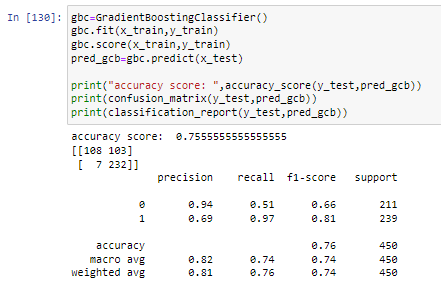 In [130]: gbc=GradientBoostingClassifier()
gbc.fit(x_train,y_train)
gbc.score(x_train,y_train)
pred_gcb=gbc.predict(x_test)
print("accuracy score: ",accuracy_score(y_test,pred_gcb))
print(confusion_matrix(y_test,pred_gcb))
print(classification_report(y_test,pred_gcb))
accuracy score:  0.7555555555555555
[[108 103]
 [  7 232]]
precision recall f1-score support
0 0.94 0.51 0.66 211
1 0.69 0.97 0.81 239
accuracy 0.76 450
macro avg 0.82 0.74 0.74 450
weighted avg 0.81 0.76 0.74 450